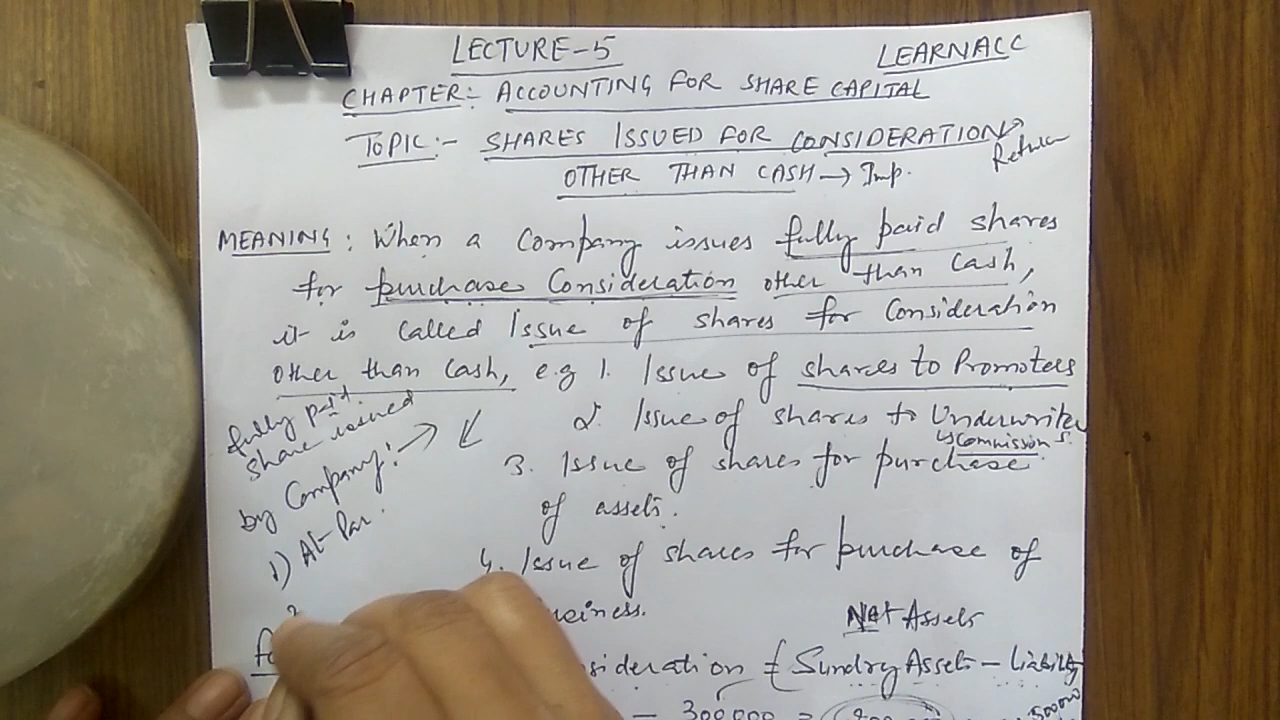 LECTURE-5 LEARNACC
CHAPTER:- ACCOUNTING FOR SHARE CAPITAL
TOPIC:- SHARES ISSUED FOR CONSIDERATION
Return
OTHER THAN CASH → Imp.
MEANING: When a Company issues fully paid shares
for purchase Consideration other than Cash,
it is called Issue of shares for Consideration
other than Cash, e.g 1. Issue of shares to Promoters
2. Issue of shares to Underwriter
↳ Commission
3. Issue of shares for purchase
of assets.
4. Issue of shares for purchase of
fully paid
share issued
by Company:- →
1) At Par.
Net Assets
= (Sundry Assets - Liability
- 300000 =